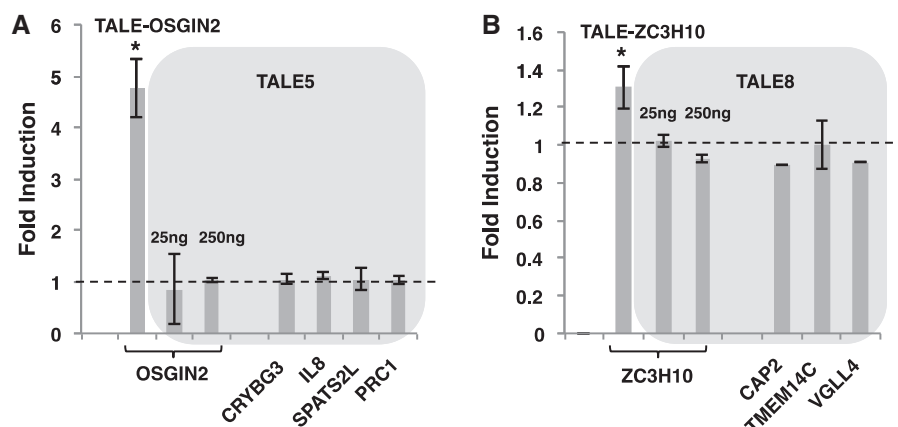 A
TALE-OSGIN2
*
TALE5
25ng 250ng
Fold Induction
6
5
4
3
2
1
0
OSGIN2
CRYBG3
IL8
SPATS2L
PRC1
B
TALE-ZC3H10
*
TALE8
25ng 250ng
Fold Induction
1.6
1.4
1.2
1
0.8
0.6
0.4
0.2
0
ZC3H10
CAP2
TMEM14C
VGLL4